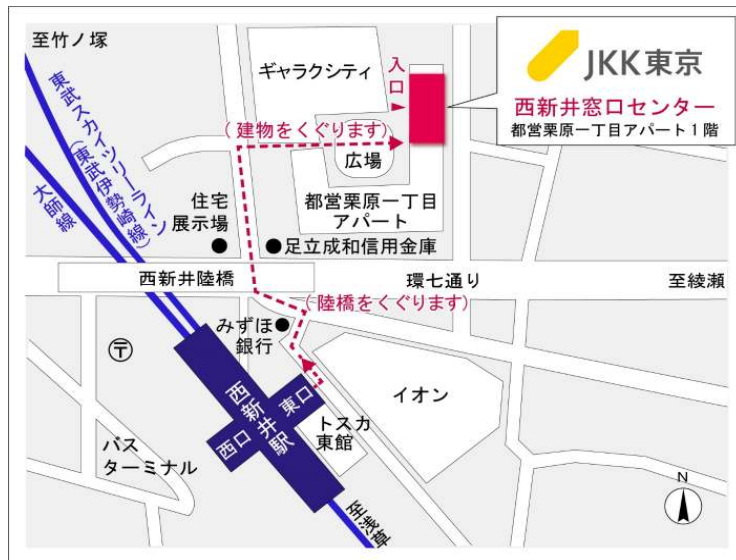 至竹ノ塚
ギャラクシティ
入口
JKK東京
西新井窓口センター
都営栗原一丁目アパート1階
東武スカイツリーライン
(東武伊勢崎線)
大師線
(建物をくぐります)
広場
住宅
展示場
都営栗原一丁目
アパート
足立成和信用金庫
西新井陸橋
環七通り
至綾瀬
(陸橋をくぐります)
みずほ
銀行
〒
西新井駅
東口
西口
イオン
トスカ
東館
バス
ターミナル
至浅草
N